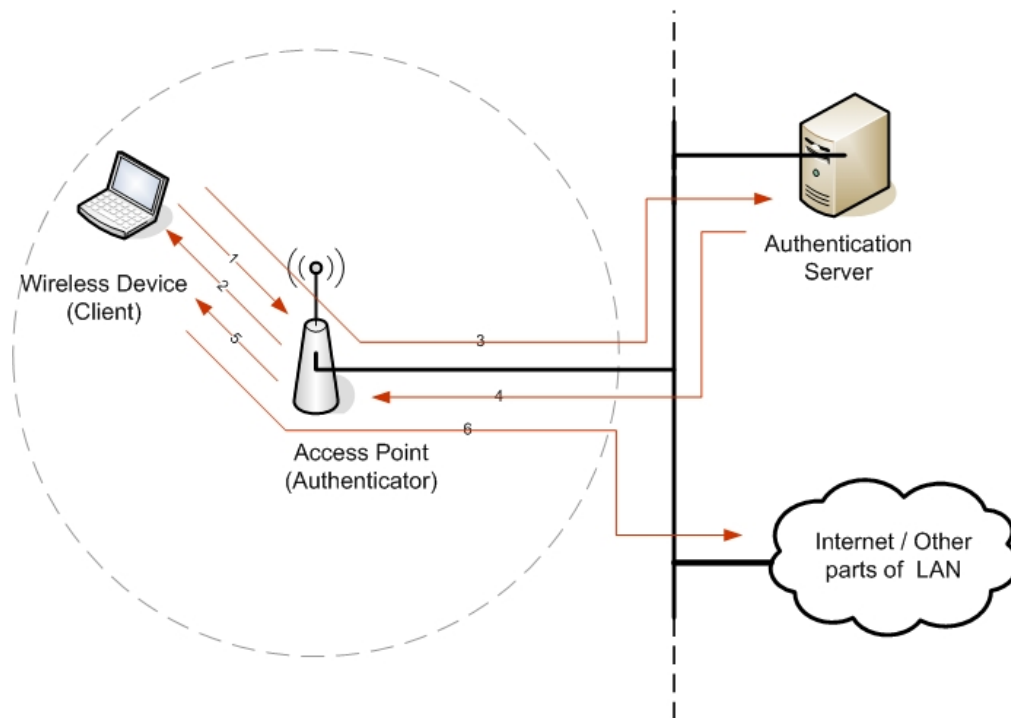 Wireless Device
(Client)
1
2
5
3
4
6
Access Point
(Authenticator)
Authentication
Server
Internet / Other
parts of LAN